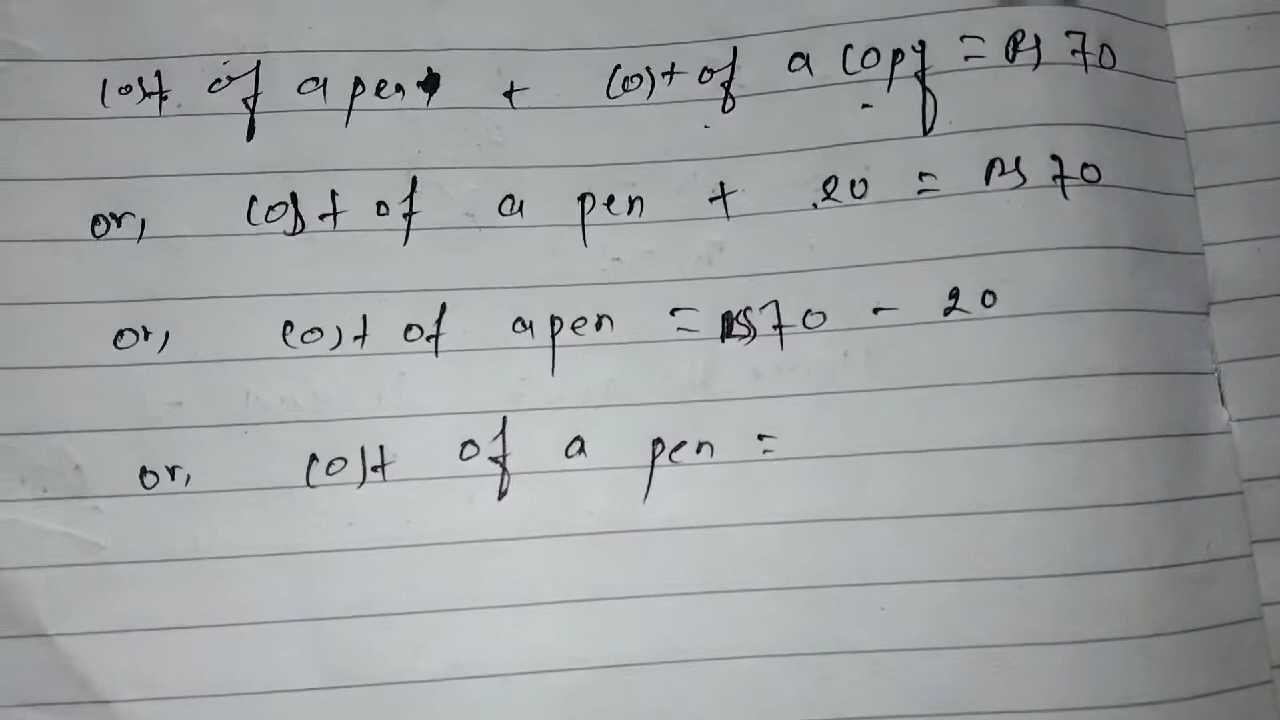 cost of a pen + cost of a copy = Rs 70
or, cost of a pen + 20 = Rs 70
or, cost of a pen = Rs 70 - 20
or, cost of a pen =